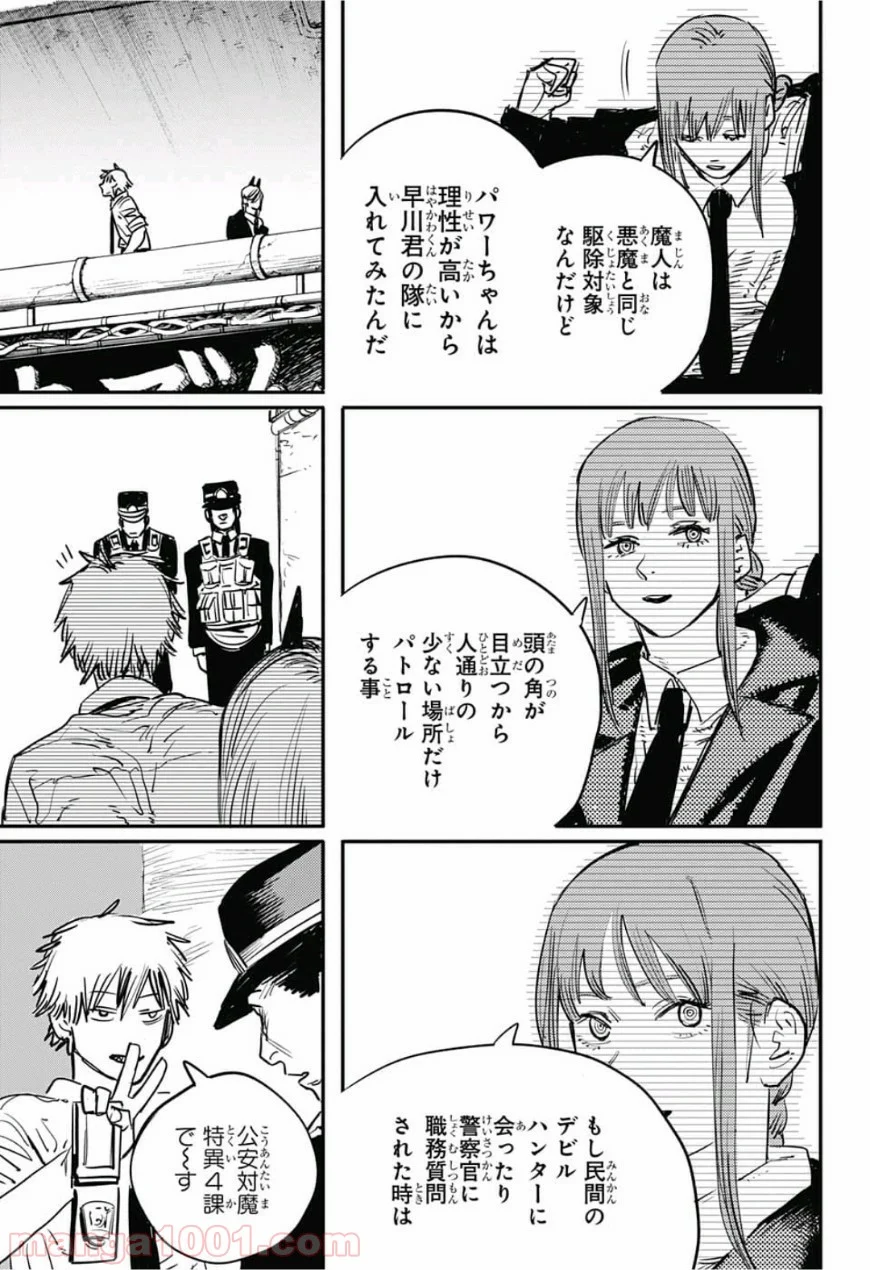 魔人は
悪魔と同じ
駆除対象
なんだけど
パワーちゃんは
理性が高いから
早川君の隊に
入れてみたんだ
頭の角が
目立つから
人通りの
少ない場所だけ
パトロール
する事
もし民間の
デビル
ハンターに
会ったり
警察官に
職務質問
された時は
公安対魔
特異4課
で〜す
manga1001.com